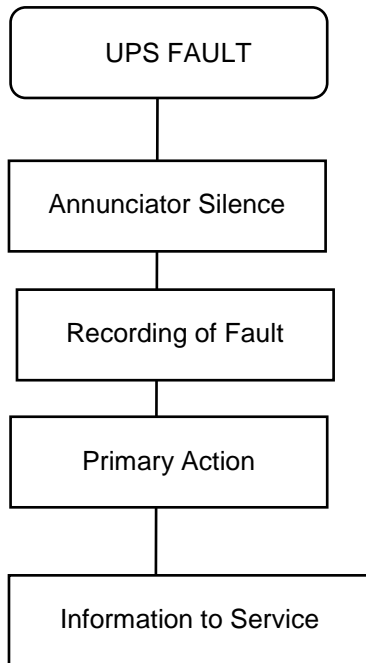 UPS FAULT
Annunciator Silence
Recording of Fault
Primary Action
Information to Service